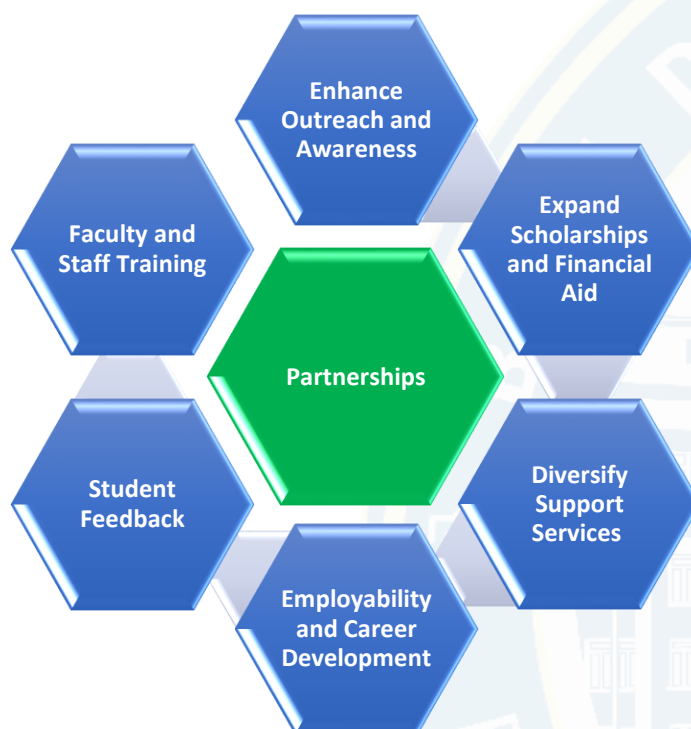 Enhance
Outreach and
Awareness
Expand
Scholarships
and Financial
Aid
Faculty and
Staff Training
Partnerships
Diversify
Support
Services
Student
Feedback
Employability
and Career
Development